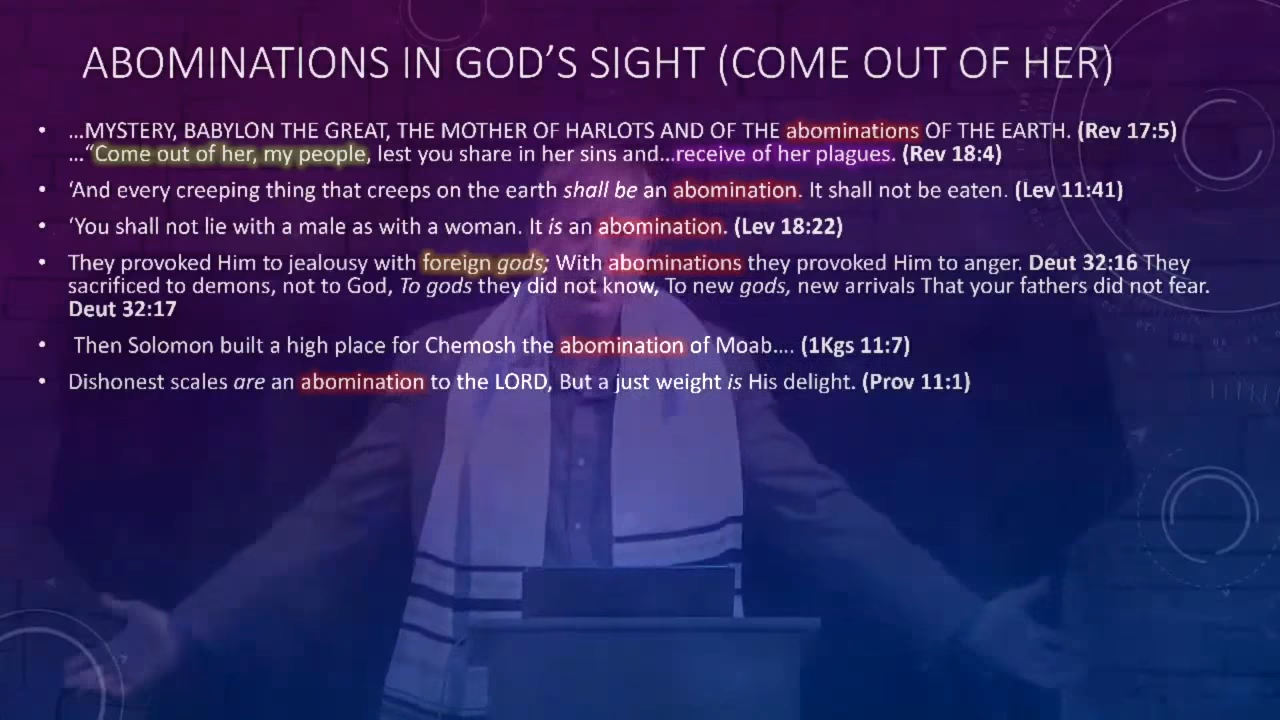 ABOMINATIONS IN GOD’S SIGHT (COME OUT OF HER)
• …MYSTERY, BABYLON THE GREAT, THE MOTHER OF HARLOTS AND OF THE abominations OF THE EARTH. (Rev 17:5)
…“Come out of her, my people, lest you share in her sins and…receive of her plagues. (Rev 18:4)
• ‘And every creeping thing that creeps on the earth shall be an abomination. It shall not be eaten. (Lev 11:41)
• ‘You shall not lie with a male as with a woman. It is an abomination. (Lev 18:22)
• They provoked Him to jealousy with foreign gods; With abominations they provoked Him to anger. Deut 32:16 They
sacrificed to demons, not to God, To gods they did not know, To new gods, new arrivals That your fathers did not fear.
Deut 32:17
• Then Solomon built a high place for Chemosh the abomination of Moab…. (1Kgs 11:7)
• Dishonest scales are an abomination to the LORD, But a just weight is His delight. (Prov 11:1)